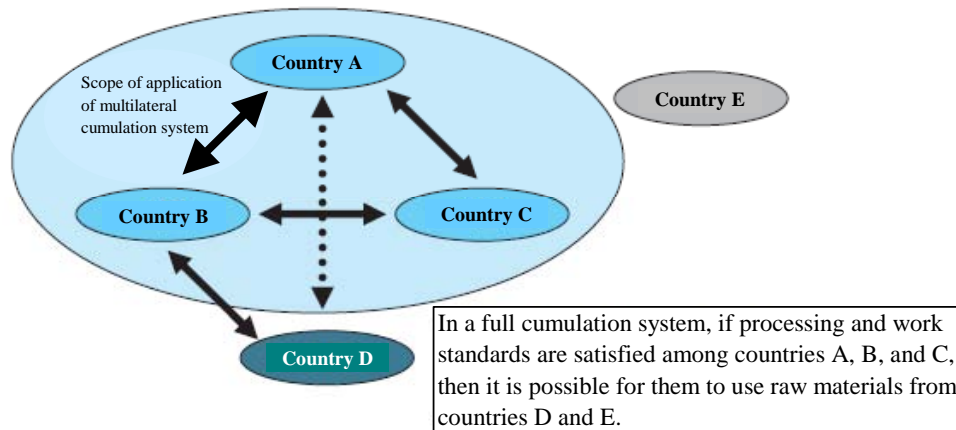 Country A
Scope of application
of multilateral
cumulation system
Country E
Country B
Country C
Country D
In a full cumulation system, if processing and work
standards are satisfied among countries A, B, and C,
then it is possible for them to use raw materials from
countries D and E.